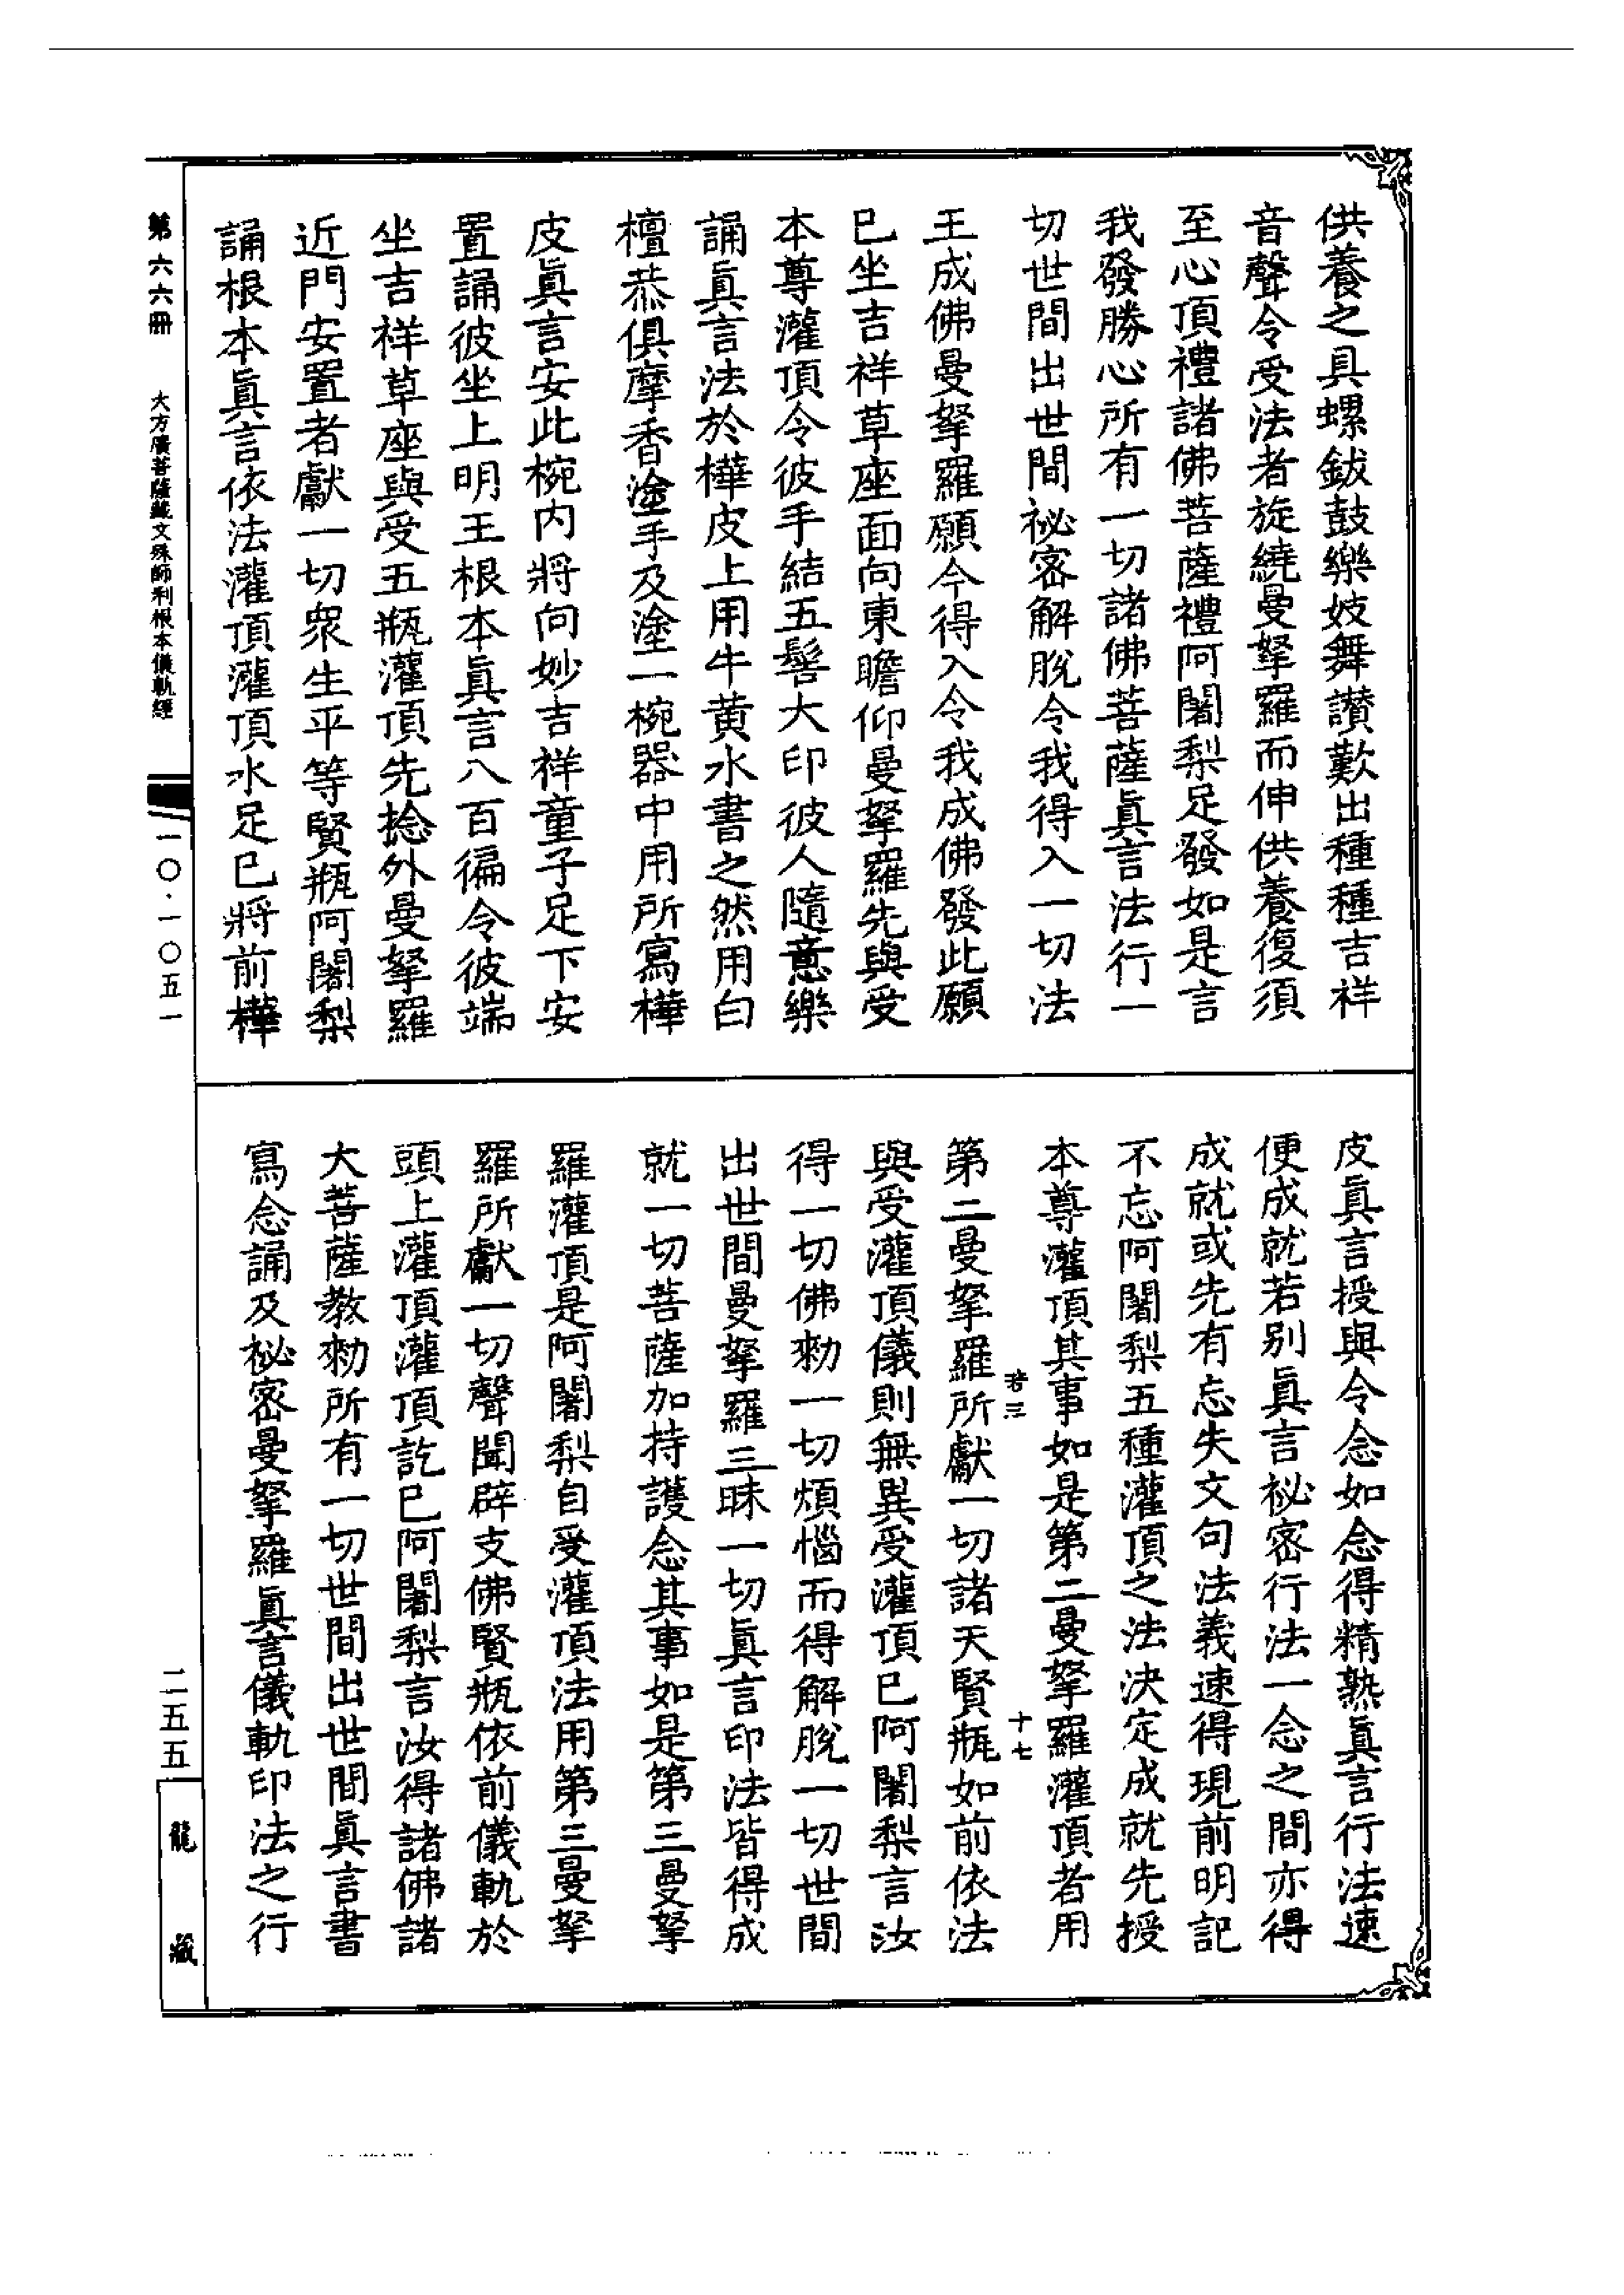 供養之具螺鈸鼓樂妓舞讚歎出種種吉祥
音聲令受法者旋繞曼拏羅而伸供養復須
至心頂禮諸佛菩薩禮阿闍梨足發如是言
我發勝心所有一切諸佛菩薩眞言法行一
切世間出世間祕密解脫令我得入一切法
王成佛曼拏羅願今得入令我成佛發此願
已坐吉祥草座面向東瞻仰曼拏羅先與受
本尊灌頂令彼手結五髻大印彼人隨意樂
誦眞言法於樺皮上用牛黃水書之然用白
檀恭俱摩香塗手及塗一椀器中用所寫樺
皮眞言安此椀內將向妙吉祥童子足下安
置誦彼坐上明王根本眞言八百徧令彼端
坐吉祥草座與受五瓶灌頂先捻外曼拏羅
近門安置者獻一切眾生平等賢瓶阿闍梨
誦根本眞言依法灌頂灌頂水足已將前樺
皮眞言授與令念如念得精熟眞言行法速
便成就若別眞言祕密行法一念之間亦得
成就或先有忘失文句法義速得現前明記
不忘阿闍梨五種灌頂之法決定成就先授
本尊灌頂其事如是第二曼拏羅灌頂者用
若三 十七
第二曼拏羅所獻一切諸天賢瓶如前依法
與受灌頂儀則無異受灌頂已阿闍梨言汝
得一切佛勑一切煩惱而得解脫一切世間
出世間曼拏羅三昧一切眞言印法皆得成
就一切菩薩加持護念其事如是第三曼拏
羅灌頂是阿闍梨自受灌頂法用第三曼拏
羅所獻一切聲聞辟支佛賢瓶依前儀軌於
頭上灌頂灌頂訖已阿闍梨言汝得諸佛諸
大菩薩教勑所有一切世間出世間眞言書
寫念誦及祕密曼拏羅眞言儀軌印法之行
第六六冊 大方廣菩薩藏文殊師利根本儀軌經 一〇·一〇五一
二五五 龍藏